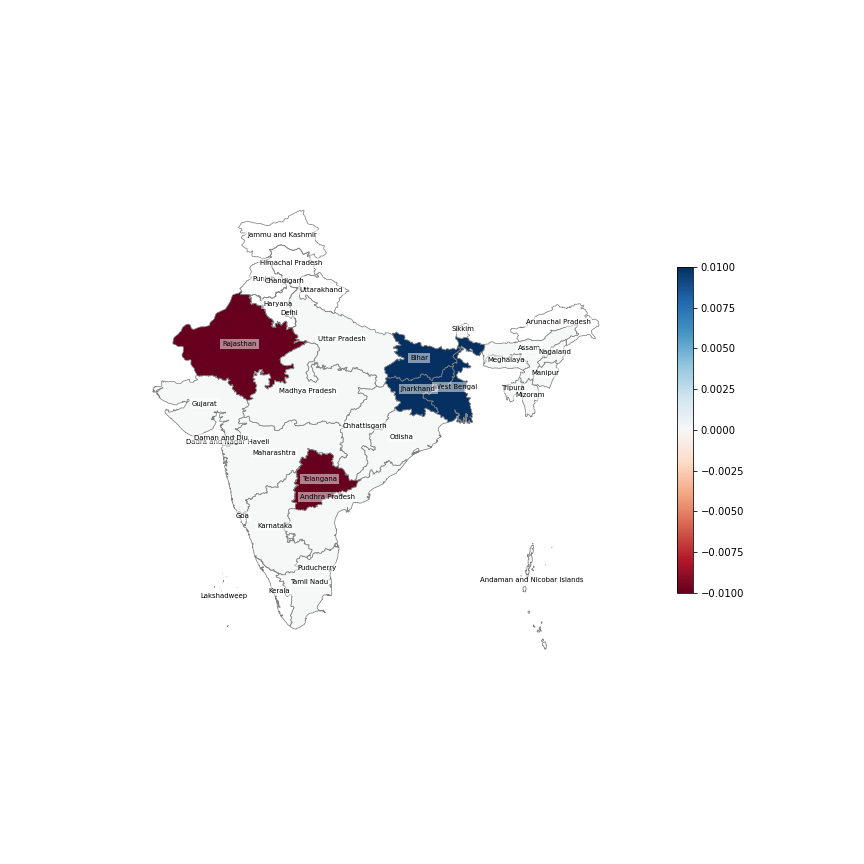 Jammu and Kashmir
Himachal Pradesh
Chandigarh
Uttarakhand
Haryana
Delhi
Rajasthan
Uttar Pradesh
Bihar
Sikkim
Arunachal Pradesh
Assam
Nagaland
Meghalaya
Manipur
Tripura
Mizoram
Jharkhand
West Bengal
Madhya Pradesh
Gujarat
Daman and Diu
Dadra and Nagar Haveli
Chhattisgarh
Odisha
Maharashtra
Telangana
Andhra Pradesh
Goa
Karnataka
Puducherry
Tamil Nadu
Kerala
Lakshadweep
Andaman and Nicobar Islands
0.0100
0.0075
0.0050
0.0025
0.0000
−0.0025
−0.0050
−0.0075
−0.0100